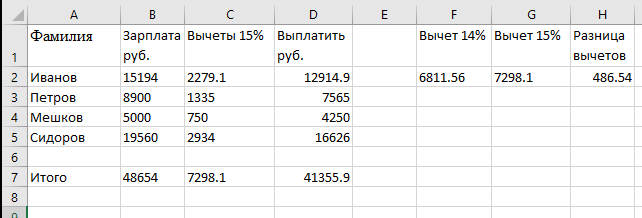 A B C D E F G H
1 Фамилия Зарплата руб. Вычеты 15% Выплатить руб. Вычет 14% Вычет 15% Разница вычетов
2 Иванов 15194 2279.1 12914.9 6811.56 7298.1 486.54
3 Петров 8900 1335 7565
4 Мешков 5000 750 4250
5 Сидоров 19560 2934 16626
6
7 Итого 48654 7298.1 41355.9
8
9